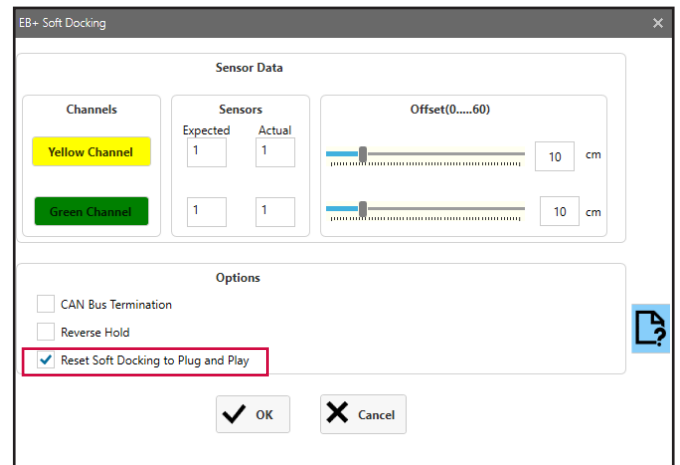 EB+ Soft Docking
Sensor Data
Channels
Sensors
Offset(0.....60)
Expected Actual
Yellow Channel
1 1
10 cm
Green Channel
1 1
10 cm
Options
CAN Bus Termination
Reverse Hold
Reset Soft Docking to Plug and Play
?
OK
Cancel